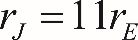 r_J = 11r_E